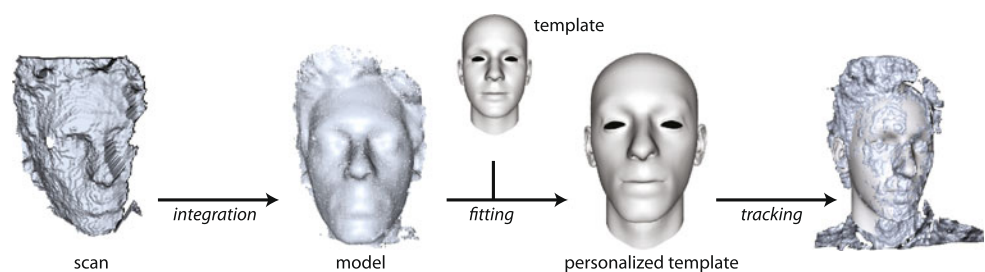 template
integration
fitting
tracking
scan
model
personalized template